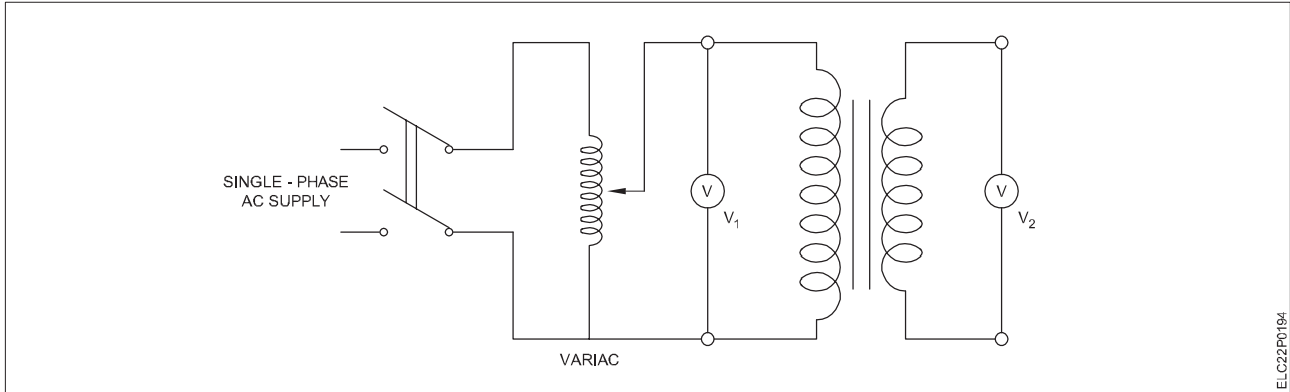 SINGLE - PHASE
AC SUPPLY
VARIAC
V
V₁
V
V₂
ELC22P0194